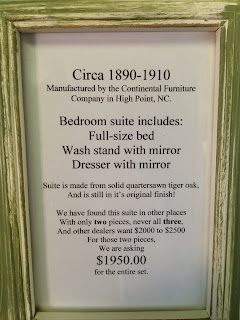 Circa 1890-1910
Manufactured by the Continental Furniture
Company in High Point, NC.
Bedroom suite includes:
Full-size bed
Wash stand with mirror
Dresser with mirror
Suite is made from solid quartersawn tiger oak,
And is still in it's original finish!
We have found this suite in other places
With only two pieces, never all three,
And other dealers want $2000 to $2500
For those two pieces,
We are asking
$1950.00
for the entire set.